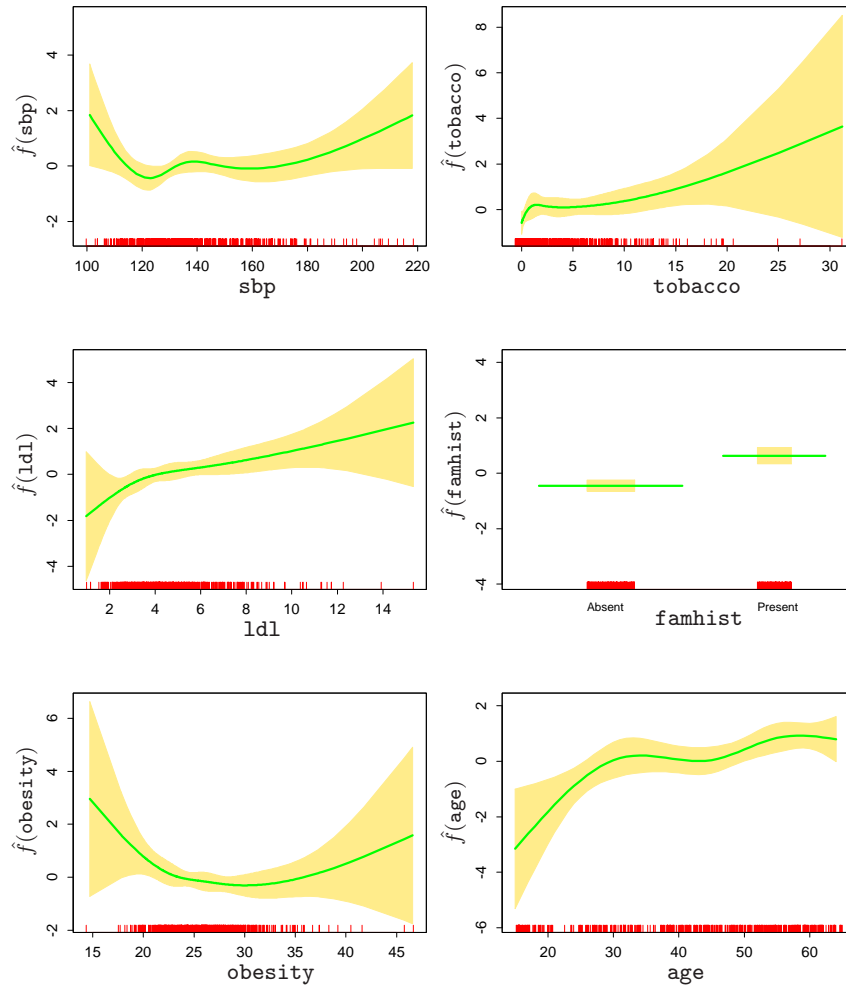 f̂(sbp)
-2 0 2 4
100 120 140 160 180 200 220
sbp
f̂(tobacco)
0 2 4 6 8
0 5 10 15 20 25 30
tobacco
f̂(ldl)
-4 -2 0 2 4
2 4 6 8 10 12 14
ldl
f̂(famhist)
-4 -2 0 2 4
Absent Present
famhist
f̂(obesity)
-2 0 2 4 6
15 20 25 30 35 40 45
obesity
f̂(age)
-6 -4 -2 0 2
20 30 40 50 60
age